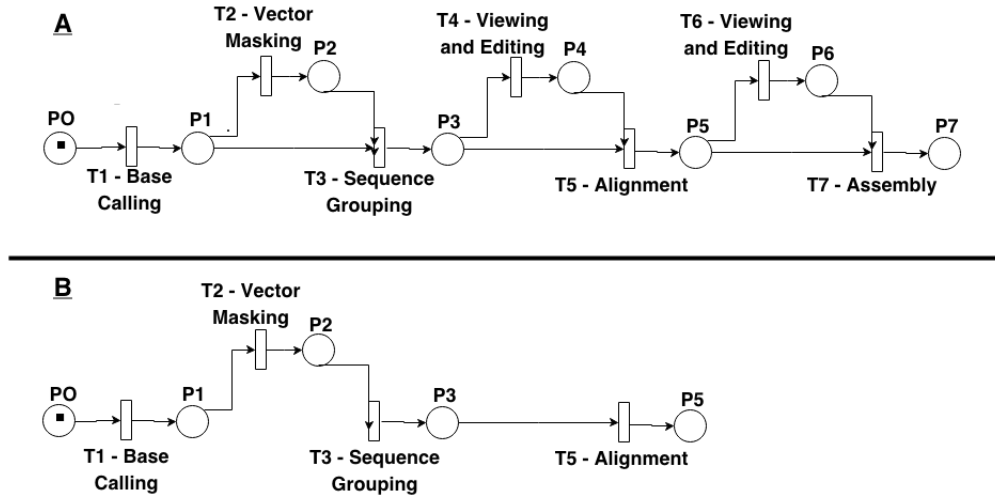 A
T2 - Vector
Masking
P2
T4 - Viewing
and Editing
P4
T6 - Viewing
and Editing
P6
PO
P1
P3
P5
P7
T1 - Base
Calling
T3 - Sequence
Grouping
T5 - Alignment
T7 - Assembly
B
T2 - Vector
Masking
P2
PO
P1
P3
P5
T1 - Base
Calling
T3 - Sequence
Grouping
T5 - Alignment